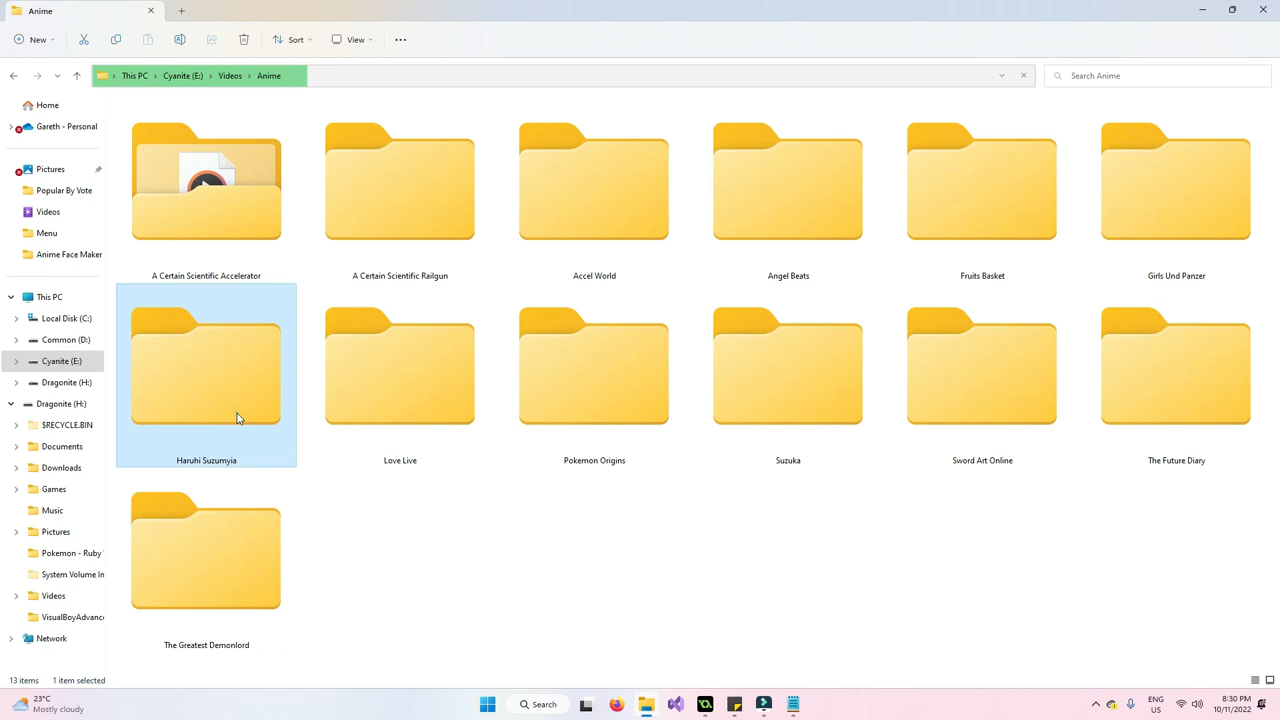 Anime
New
Sort
View
This PC > Cyanite (E:) > Videos > Anime
Search Anime
Home
Gareth - Personal
Pictures
Popular By Vote
Videos
Menu
Anime Face Maker
This PC
Local Disk (C:)
Common (D:)
Cyanite (E:)
Dragonite (H:)
Dragonite (H:)
$RECYCLE.BIN
Documents
Downloads
Games
Music
Pictures
Pokemon - Ruby
System Volume In
Videos
VisualBoyAdvanc
Network
A Certain Scientific Accelerator
A Certain Scientific Railgun
Accel World
Angel Beats
Fruits Basket
Girls Und Panzer
Haruhi Suzumyia
Love Live
Pokemon Origins
Suzuka
Sword Art Online
The Future Diary
The Greatest Demonlord
13 items
1 item selected
23°C
Mostly cloudy
Search
ENG
US
8:30 PM
10/11/2022